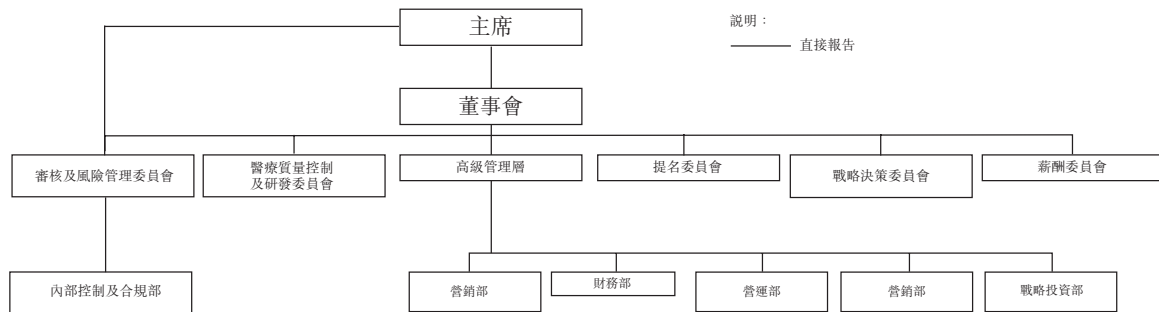 主席
説明：
直接報告
董事會
審核及風險管理委員會
醫療質量控制
及研發委員會
高級管理層
提名委員會
戰略決策委員會
薪酬委員會
內部控制及合規部
營銷部
財務部
營運部
營銷部
戰略投資部